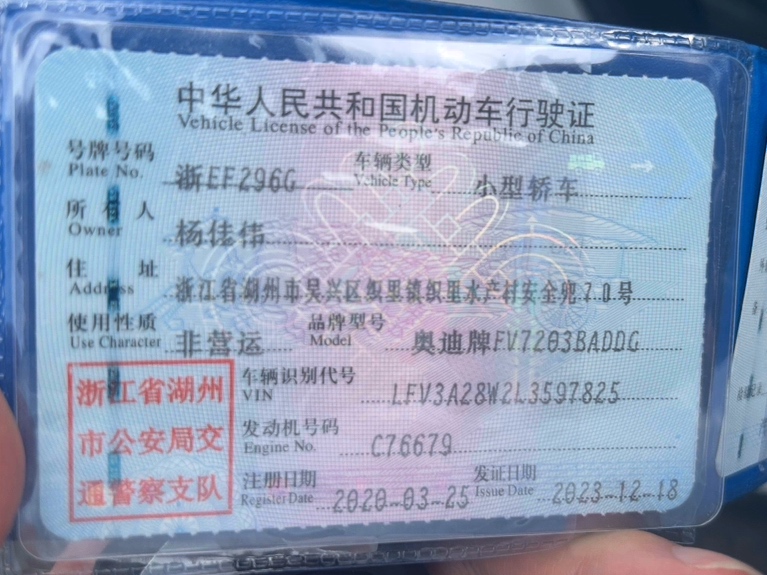 中华人民共和国机动车行驶证
Vehicle License of the People's Republic of China
号牌号码 浙EF296G 车辆类型 小型轿车
Plate No. Vehicle Type
所有人 杨佳伟
Owner
住址 浙江省湖州市吴兴区织里镇织里水产村安全兜70号
Address
使用性质 非营运 品牌型号 奥迪牌FV7203BADDG
Use Character Model
浙江省湖州
市公安局交
通警察支队
车辆识别代号 LFV3A28W2L3597825
VIN
发动机号码 C76679
Engine No.
注册日期 2020-03-25 发证日期 2023-12-18
Register Date Issue Date